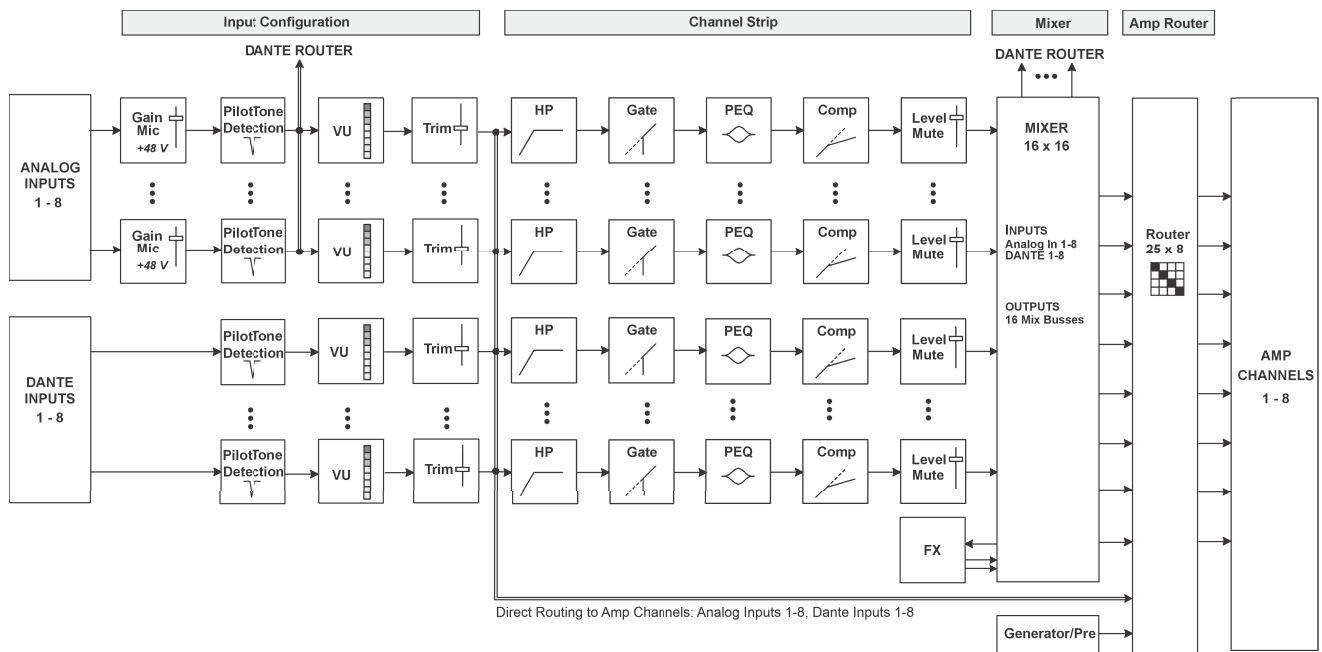 Input Configuration
Channel Strip
Mixer
Amp Router
DANTE ROUTER
DANTE ROUTER
ANALOG
INPUTS
1 - 8
Gain
Mic
+48 V
PilotTone
Detection
VU
Trim
HP
Gate
PEQ
Comp
Level
Mute
MIXER
16 x 16
Gain
Mic
+48 V
PilotTone
Detection
VU
Trim
HP
Gate
PEQ
Comp
Level
Mute
INPUTS
Analog In 1-8
DANTE 1-8
OUTPUTS
16 Mix Busses
Router
25 x 8
DANTE
INPUTS
1 - 8
PilotTone
Detection
VU
Trim
HP
Gate
PEQ
Comp
Level
Mute
AMP
CHANNELS
1 - 8
PilotTone
Detection
VU
Trim
HP
Gate
PEQ
Comp
Level
Mute
FX
Direct Routing to Amp Channels: Analog Inputs 1-8, Dante Inputs 1-8
Generator/Pre